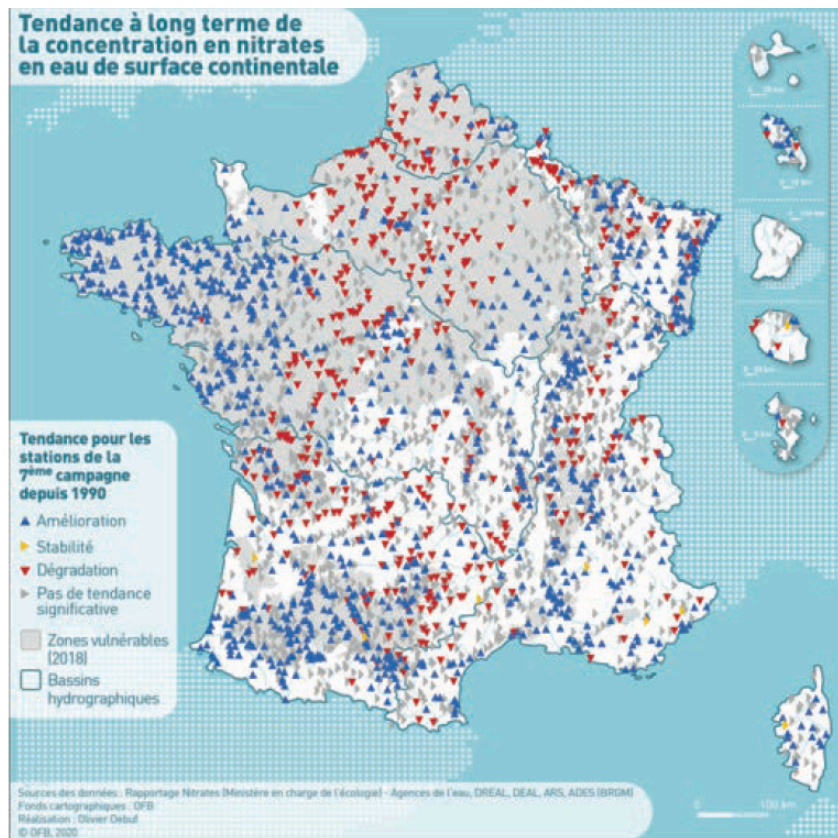 Tendance à long terme de
la concentration en nitrates
en eau de surface continentale
Tendance pour les
stations de la
7ème campagne
depuis 1990
Amélioration
Stabilité
Dégradation
Pas de tendance
significative
Zones vulnérables
(2018)
Bassins
hydrographiques
Sources des données : Rapportage Nitrates (Ministère en charge de l'écologie) - Agences de l'eau, DREAL, DEAL, ARS, ADES (BRGM)
Fonds cartographiques : OFB
Réalisation : Olivier Debuf
© OFB, 2020
0 100 km